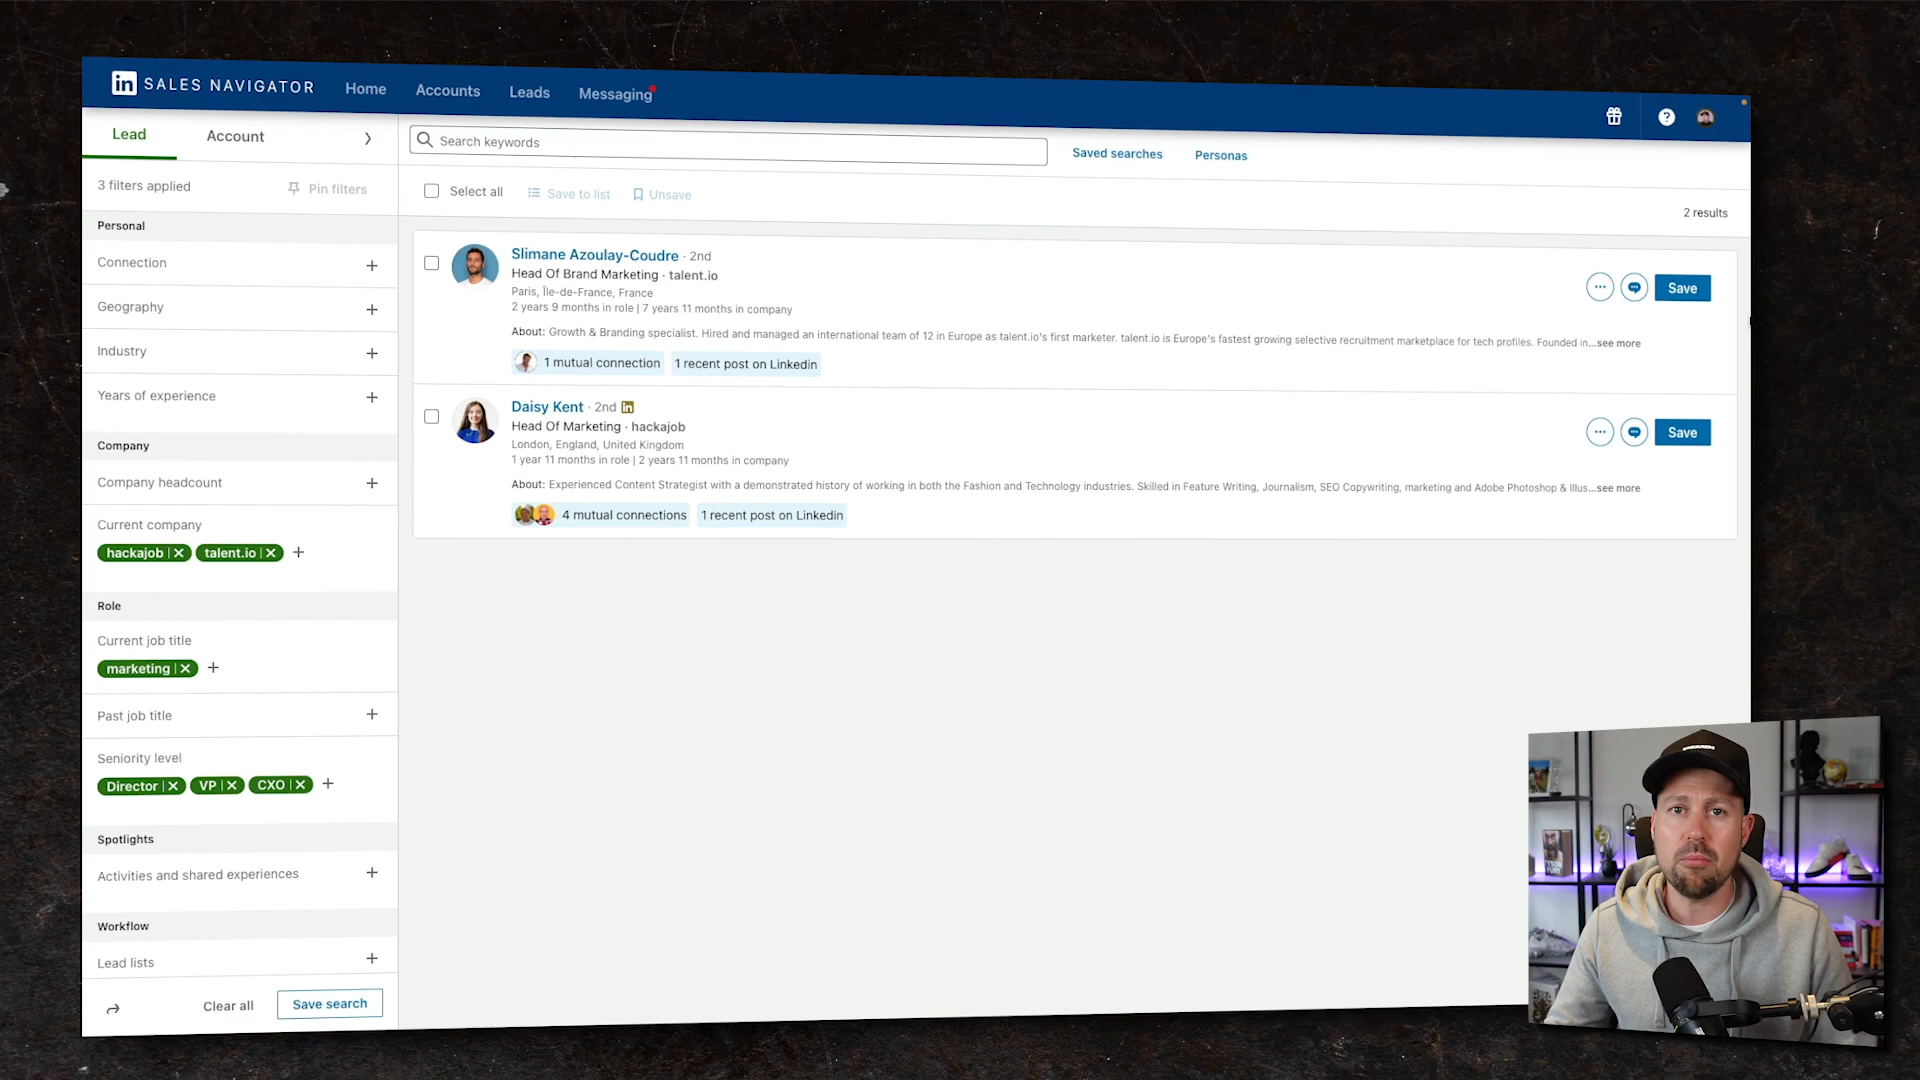 in SALES NAVIGATOR Home Accounts Leads Messaging
Lead Account
Search keywords
Saved searches Personas
3 filters applied Pin filters
Select all Save to list Unsave
2 results
Personal
Connection
Geography
Industry
Years of experience
Company
Company headcount
Current company
hackajob talent.io
Role
Current job title
marketing
Past job title
Seniority level
Director VP CXO
Spotlights
Activities and shared experiences
Workflow
Lead lists
Clear all Save search
Slimane Azoulay-Coudre · 2nd
Head Of Brand Marketing · talent.io
Paris, Île-de-France, France
2 years 9 months in role | 7 years 11 months in company
About: Growth & Branding specialist. Hired and managed an international team of 12 in Europe as talent.io's first marketer. talent.io is Europe's fastest growing selective recruitment marketplace for tech profiles. Founded in...see more
1 mutual connection 1 recent post on Linkedin
Save
Daisy Kent · 2nd in
Head Of Marketing · hackajob
London, England, United Kingdom
1 year 11 months in role | 2 years 11 months in company
About: Experienced Content Strategist with a demonstrated history of working in both the Fashion and Technology industries. Skilled in Feature Writing, Journalism, SEO Copywriting, marketing and Adobe Photoshop & Illus...see more
4 mutual connections 1 recent post on Linkedin
Save